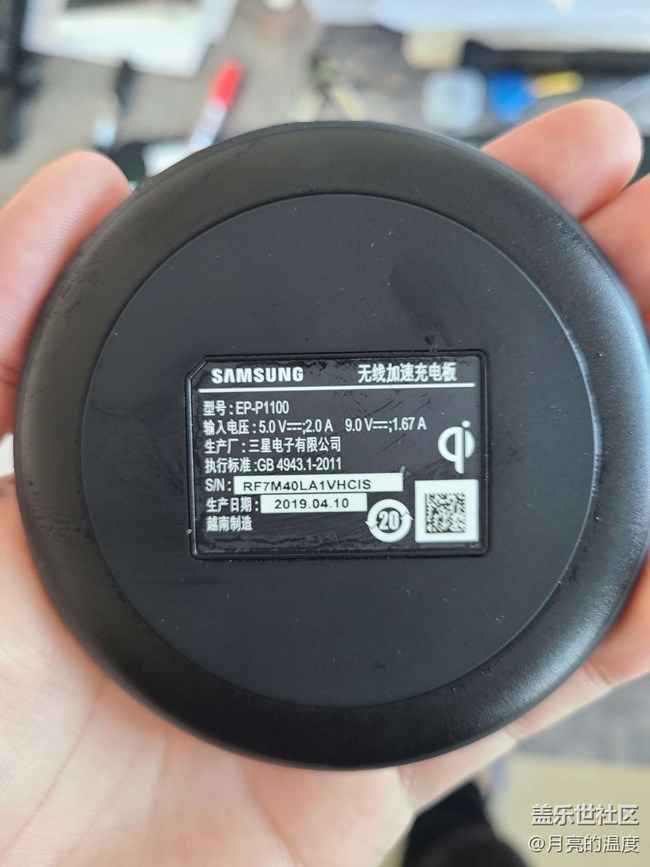 SAMSUNG 无线加速充电板
型号:EP-P1100
输入电压:5.0 V⎓;2.0 A 9.0 V⎓;1.67 A
生产厂:三星电子有限公司
执行标准:GB 4943.1-2011
qi
S/N: RF7M40LA1VHCIS
生产日期: 2019.04.10
越南制造
20
盖乐世社区
@月亮的温度